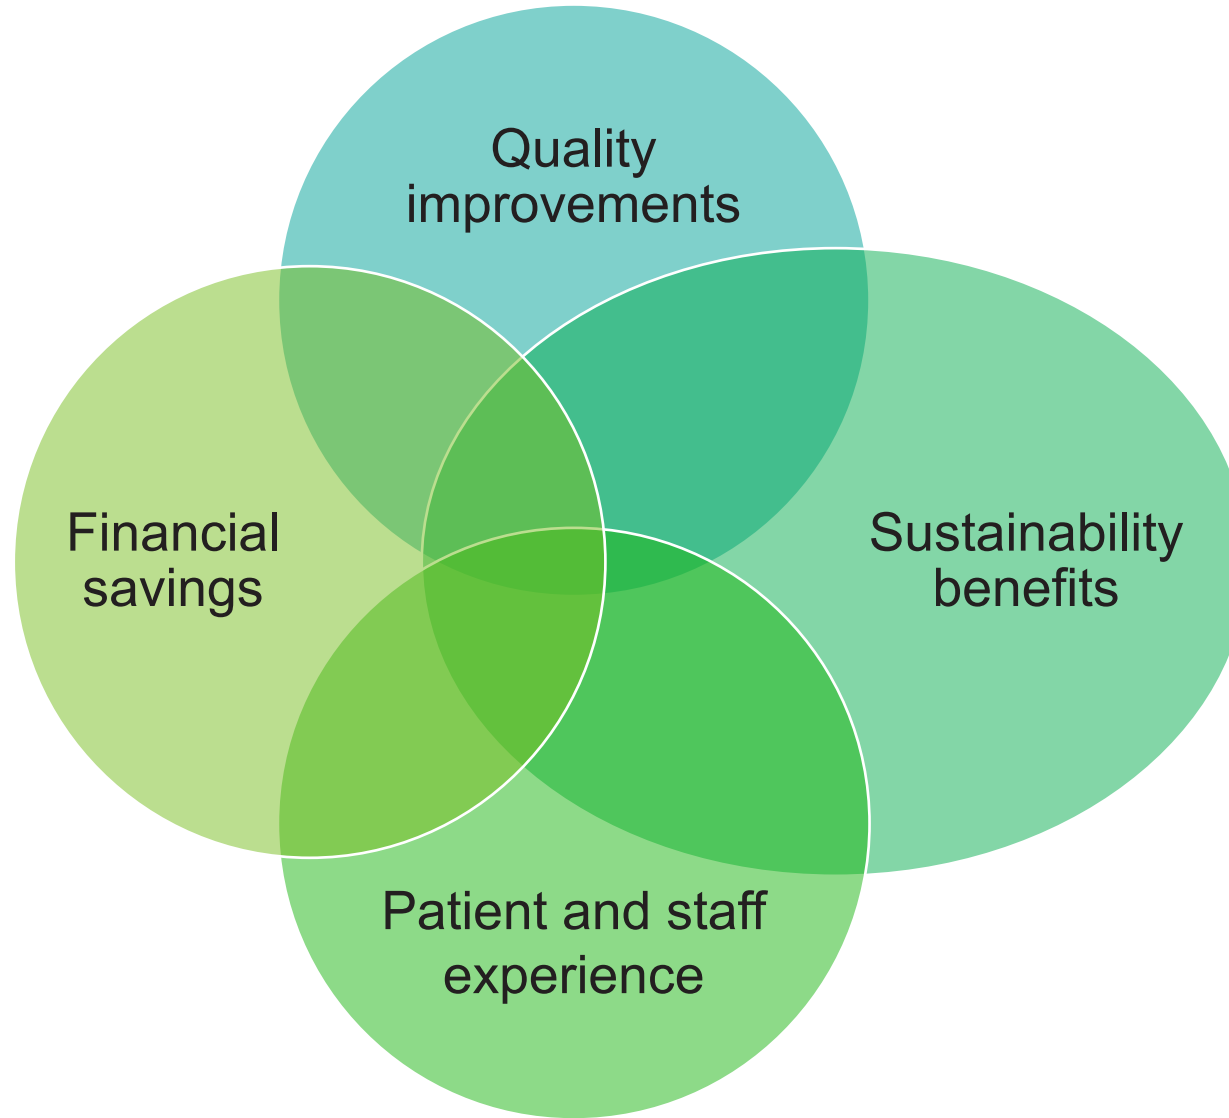 Quality
improvements
Financial
savings
Sustainability
benefits
Patient and staff
experience